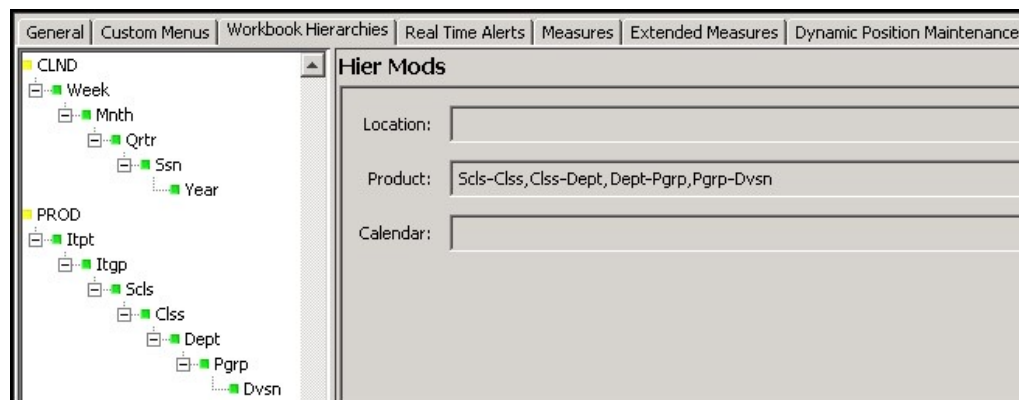 General Custom Menus Workbook Hierarchies Real Time Alerts Measures Extended Measures Dynamic Position Maintenance
CLND
Week
Mnth
Qrtr
Ssn
Year
PROD
Itpt
Itgp
Scls
Clss
Dept
Pgrp
Dvsn
Hier Mods
Location:
Product: Scls-Clss,Clss-Dept,Dept-Pgrp,Pgrp-Dvsn
Calendar: